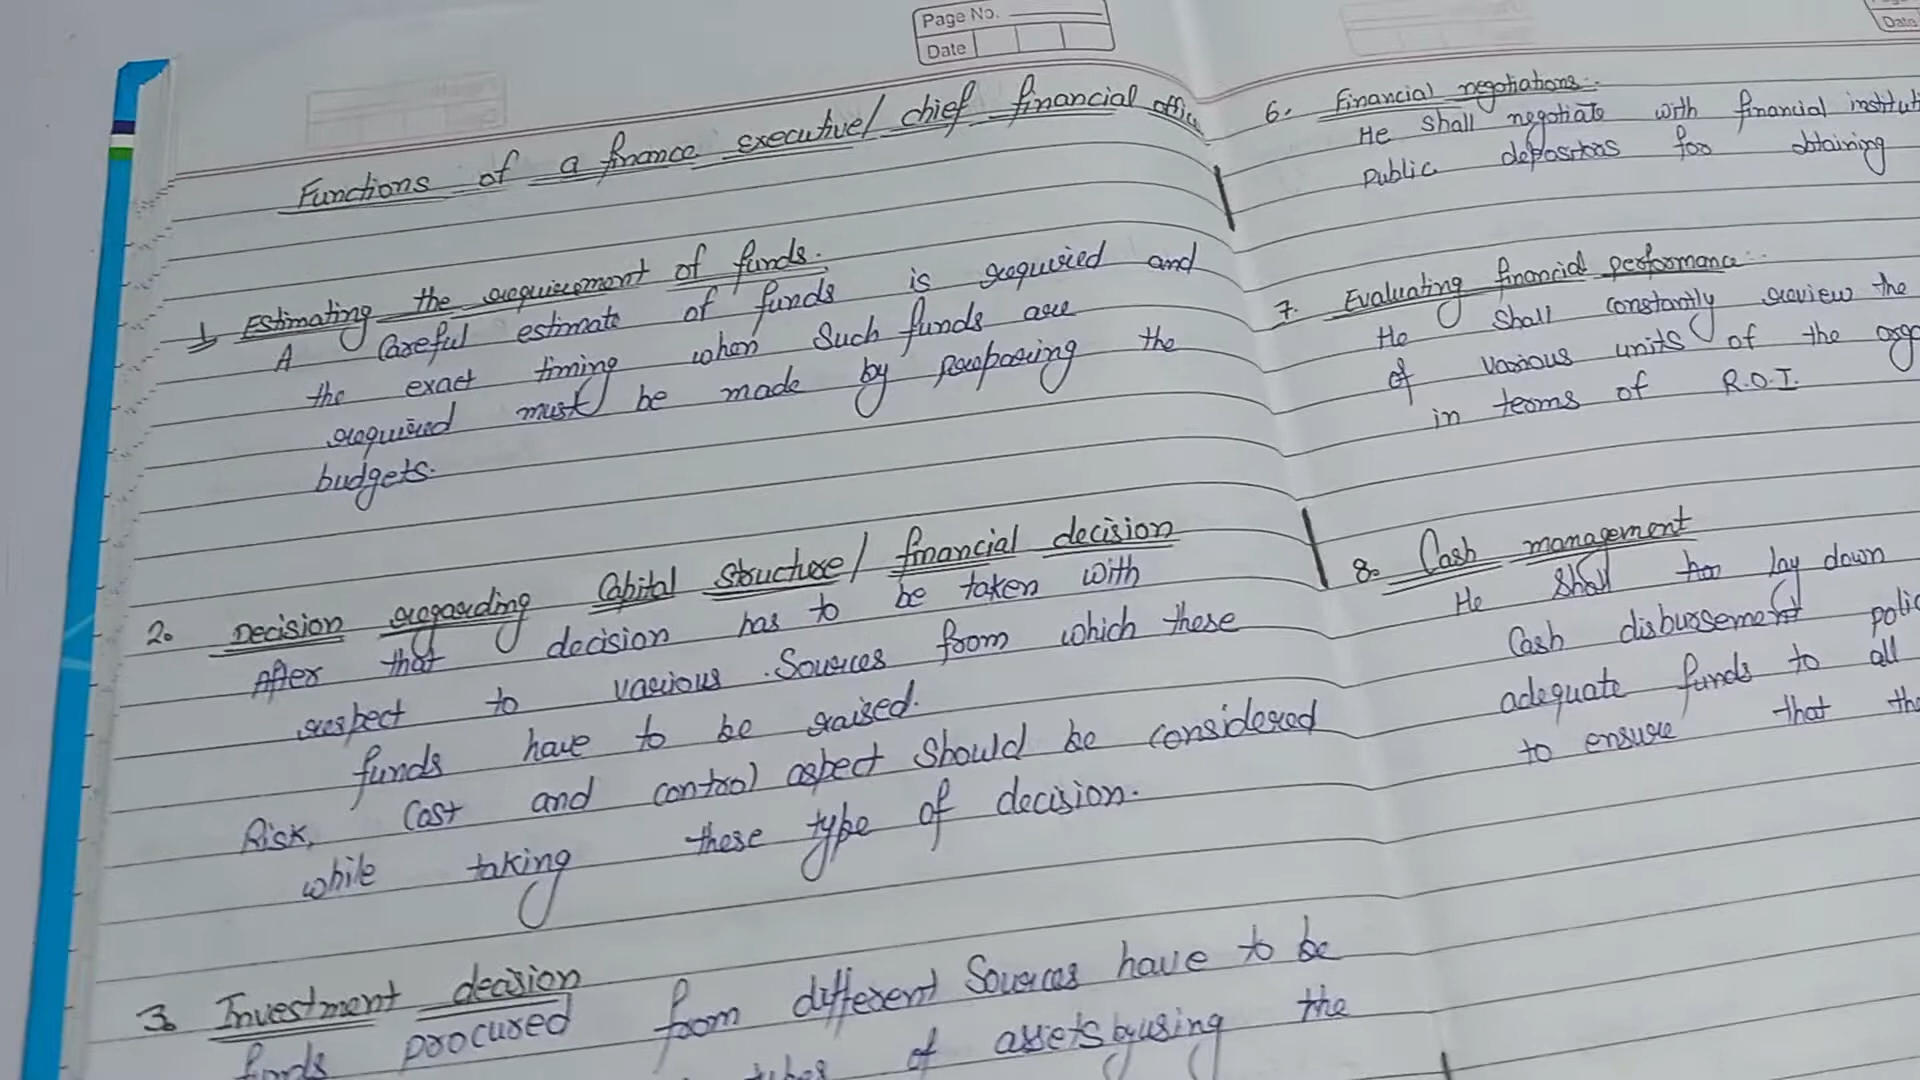 Page No.
Date
Functions of a finance executive/ chief financial
1 Estimating the requirement of funds.
A Careful estimate of funds is required and
the exact timing when Such funds are
required must be made by prepparing the
budgets.
2. Decision regarding Capital Structure/ financial decision
After that decision has to be taken with
respect to various Sources from which these
funds have to be raised.
Risk, Cost and control aspect Should be considered
while taking these type of decision.
3. Investment decision
funds procured from different Sources have to be
of assets by using the
Date
6. Financial negotiations:-
He Shall negotiate with financial
Public depositors for obtaining
7. Evaluating financial performance:-
He Shall constantly review the
of various units of the
in terms of R.O.I.
8. Cash management
He Shall lay down
Cash disbursement
adequate funds to all
to ensure that